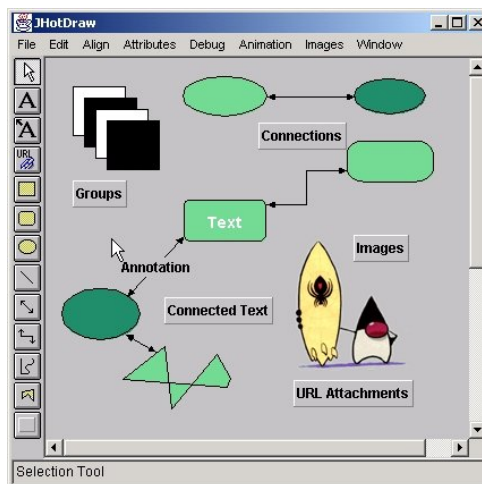 JHotDraw
File Edit Align Attributes Debug Animation Images Window
A
A
URL
Connections
Groups
Text
Images
Annotation
Connected Text
URL Attachments
Selection Tool